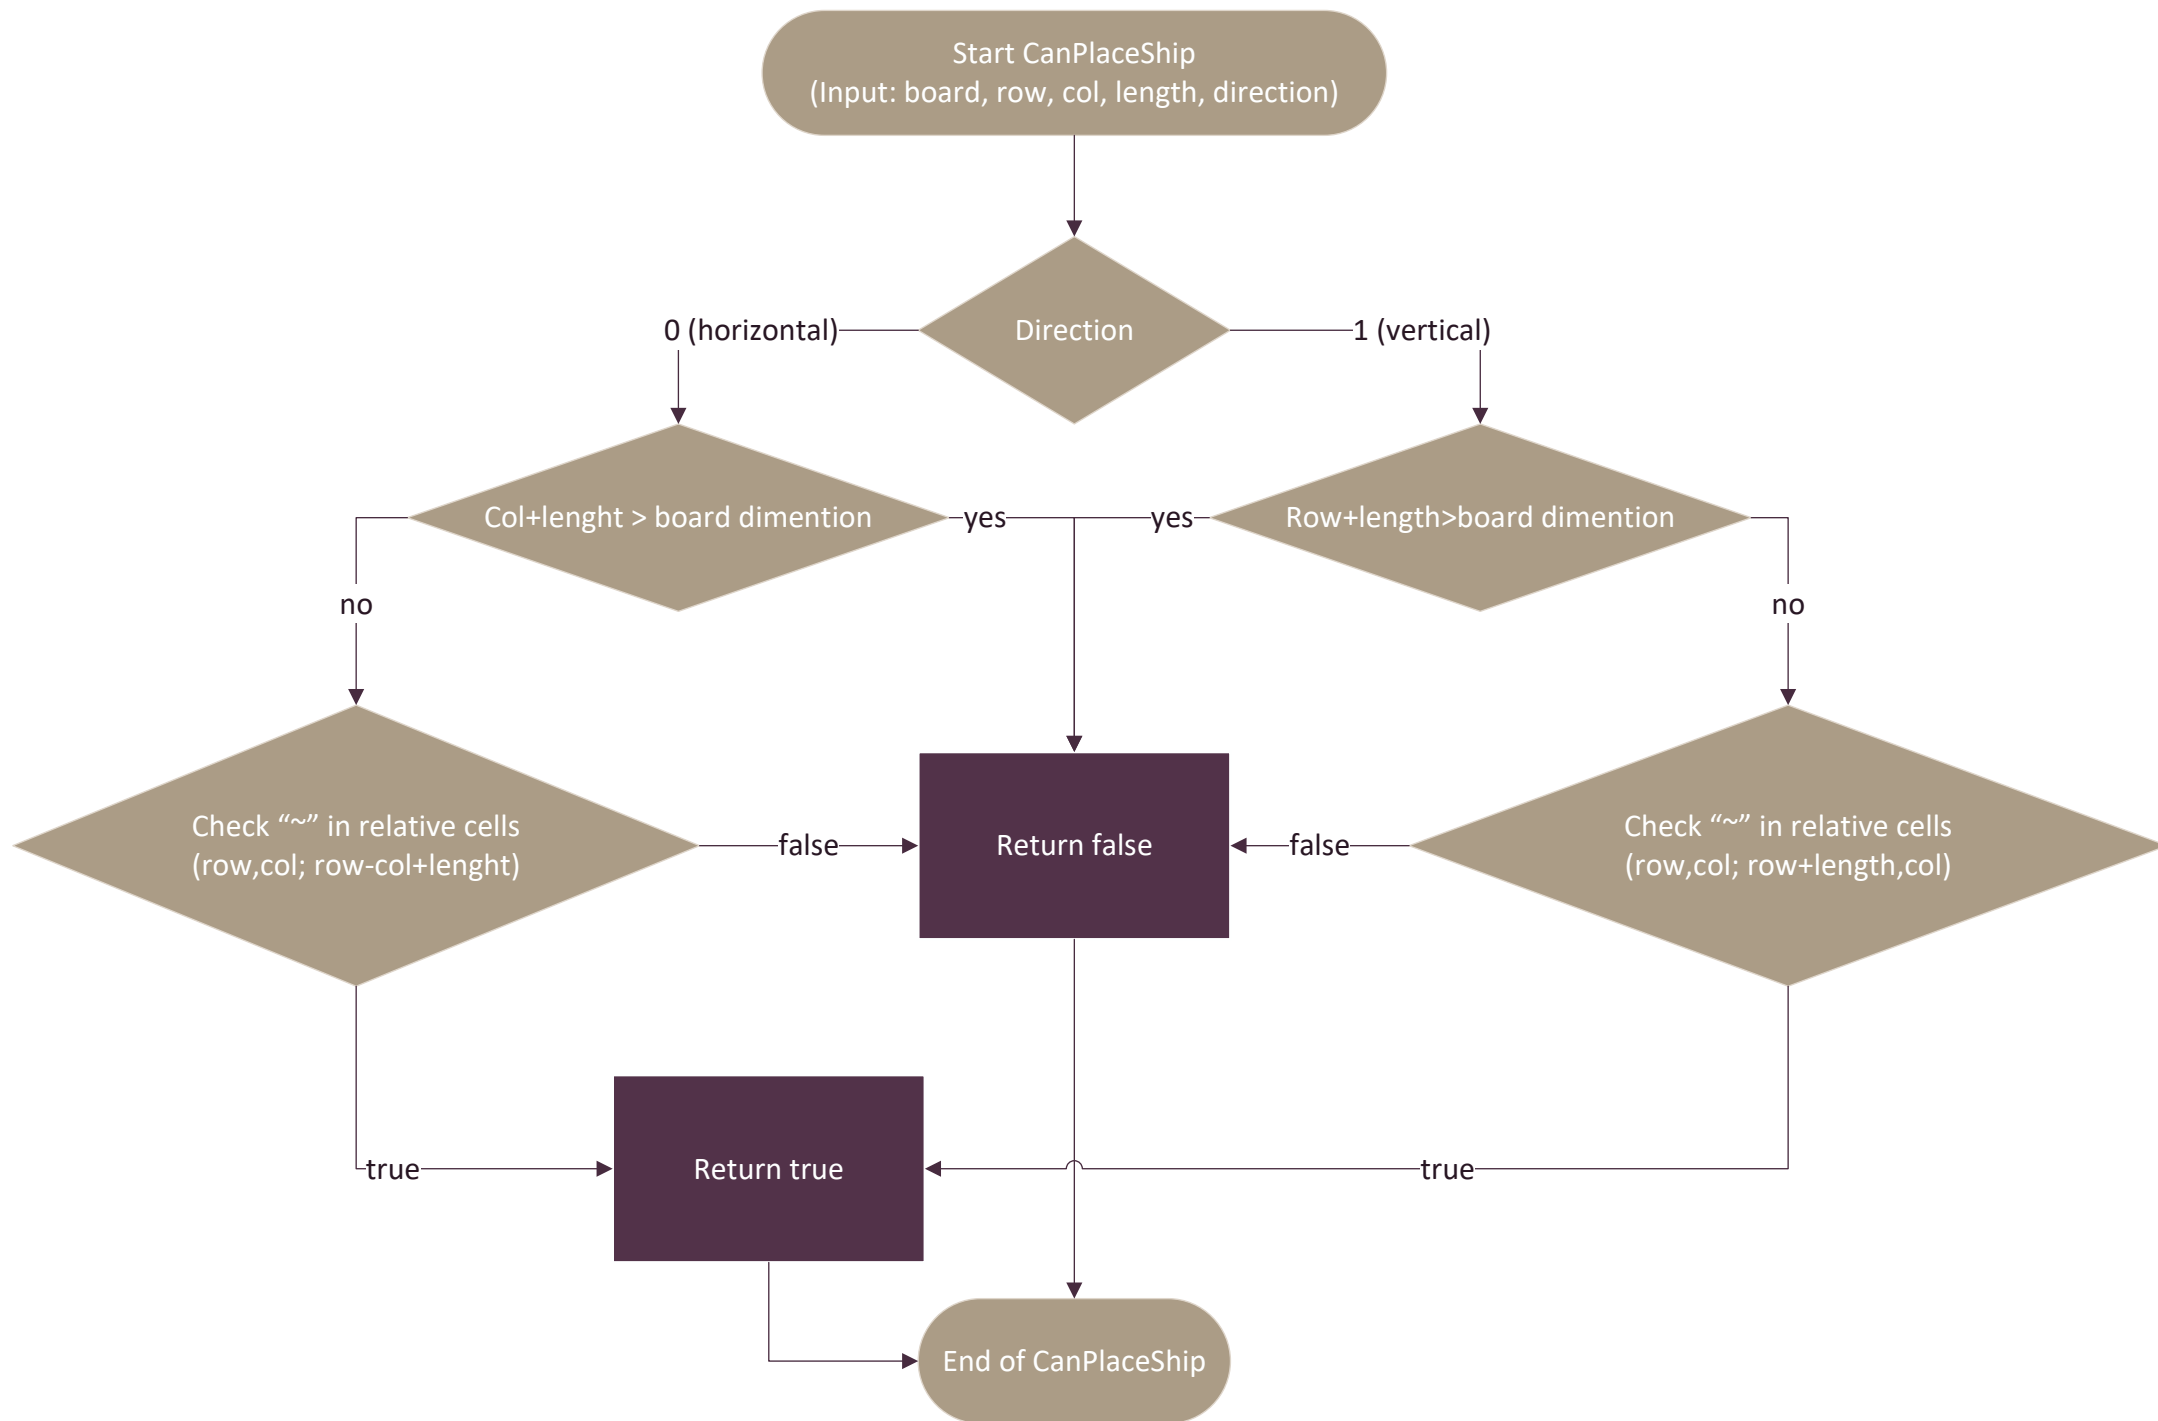 Start CanPlaceShip
(Input: board, row, col, length, direction)
0 (horizontal)
Direction
1 (vertical)
Col+lenght > board dimention
yes
yes
Row+length>board dimention
no
no
Check “~” in relative cells
(row,col; row-col+lenght)
false
Return false
false
Check “~” in relative cells
(row,col; row+length,col)
true
Return true
true
End of CanPlaceShip